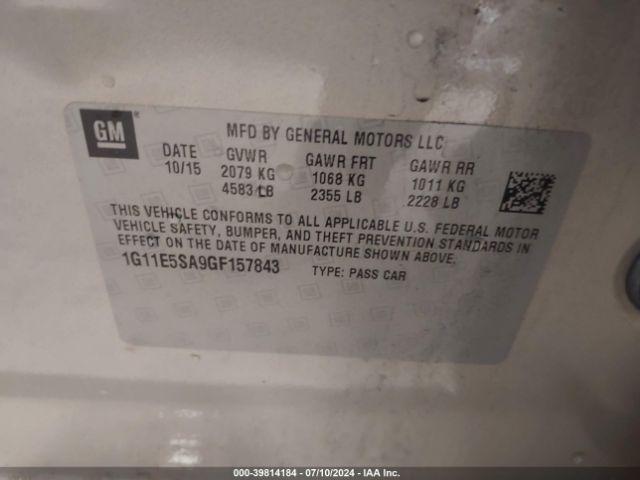 GM ®
MFD BY GENERAL MOTORS LLC
DATE GVWR GAWR FRT GAWR RR
10/15 2079 KG 1068 KG 1011 KG
4583 LB 2355 LB 2228 LB
THIS VEHICLE CONFORMS TO ALL APPLICABLE U.S. FEDERAL MOTOR
VEHICLE SAFETY, BUMPER, AND THEFT PREVENTION STANDARDS IN
EFFECT ON THE DATE OF MANUFACTURE SHOWN ABOVE.
1G11E5SA9GF157843 TYPE: PASS CAR
000-39814184 - 07/10/2024 - IAA Inc.